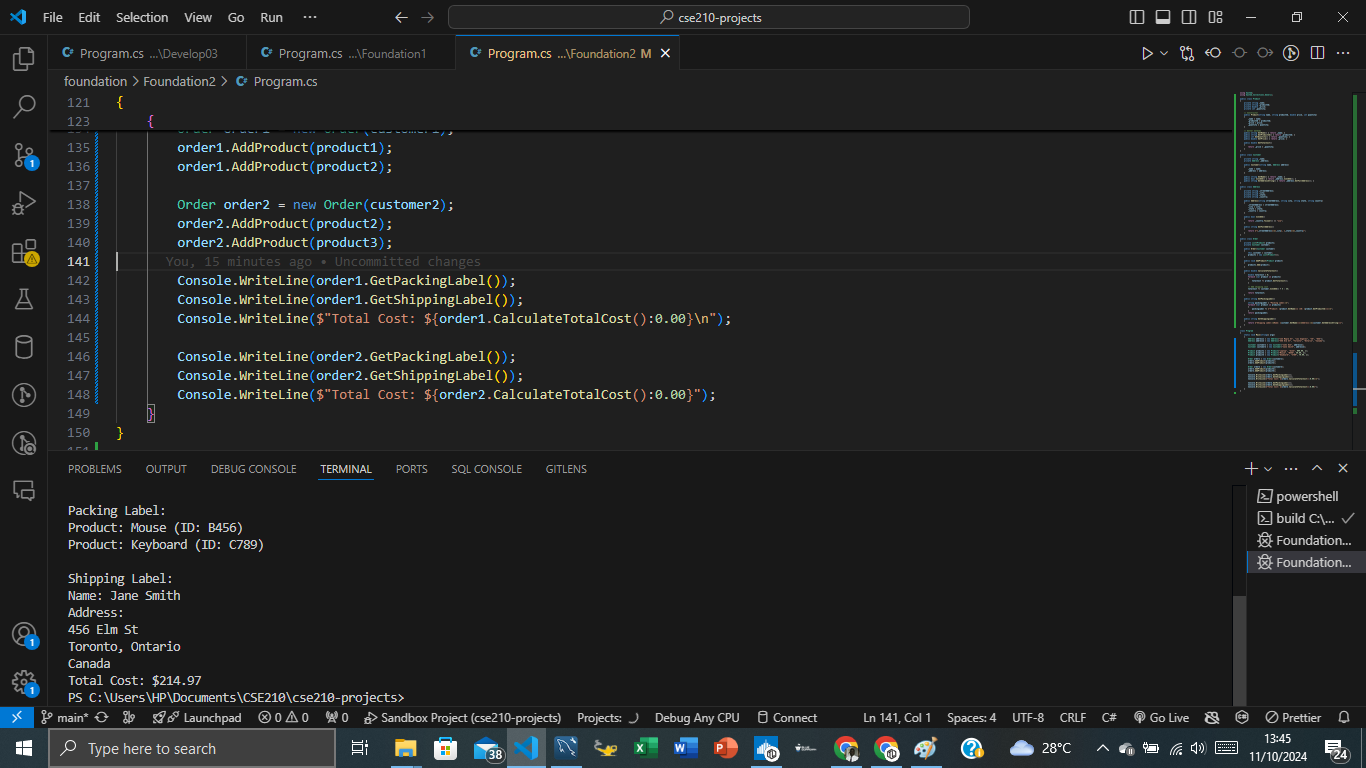 File Edit Selection View Go Run ··· cse210-projects
Program.cs ...\Develop03 Program.cs ...\Foundation1 Program.cs ...\Foundation2 M
foundation > Foundation2 > Program.cs
121 {
123 {
135 order1.AddProduct(product1);
136 order1.AddProduct(product2);
137
138 Order order2 = new Order(customer2);
139 order2.AddProduct(product2);
140 order2.AddProduct(product3);
141 You, 15 minutes ago • Uncommitted changes
142 Console.WriteLine(order1.GetPackingLabel());
143 Console.WriteLine(order1.GetShippingLabel());
144 Console.WriteLine($"Total Cost: ${order1.CalculateTotalCost():0.00}\n");
145
146 Console.WriteLine(order2.GetPackingLabel());
147 Console.WriteLine(order2.GetShippingLabel());
148 Console.WriteLine($"Total Cost: ${order2.CalculateTotalCost():0.00}");
149 }
150 }
PROBLEMS OUTPUT DEBUG CONSOLE TERMINAL PORTS SQL CONSOLE GITLENS
Packing Label:
Product: Mouse (ID: B456)
Product: Keyboard (ID: C789)
Shipping Label:
Name: Jane Smith
Address:
456 Elm St
Toronto, Ontario
Canada
Total Cost: $214.97
PS C:\Users\HP\Documents\CSE210\cse210-projects>
powershell
build C:\...
Foundation...
Foundation...
1
1
1
main* Launchpad 0 0 0 Sandbox Project (cse210-projects) Projects: Debug Any CPU Connect Ln 141, Col 1 Spaces: 4 UTF-8 CRLF C# Go Live Prettier
Type here to search 38 28°C 13:45
11/10/2024 24